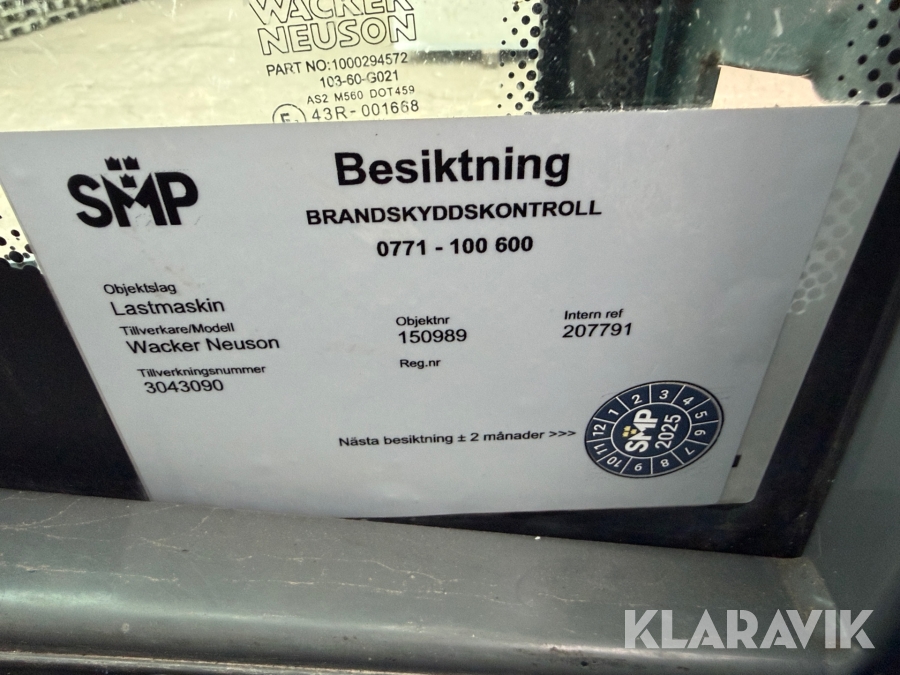 WACKER
NEUSON
PART NO:1000294572
103-60-G021
AS2 M560 DOT459
43R-001668
SMP
Besiktning
BRANDSKYDDSKONTROLL
0771 - 100 600
Objektslag
Lastmaskin
Tillverkare/Modell
Wacker Neuson
Objektnr
150989
Intern ref
207791
Tillverkningsnummer
3043090
Reg.nr
Nästa besiktning ± 2 månader >>>
1 2 3 4 5 6 7 8 9 10 11 12
SMP
2025
KLARAVIK